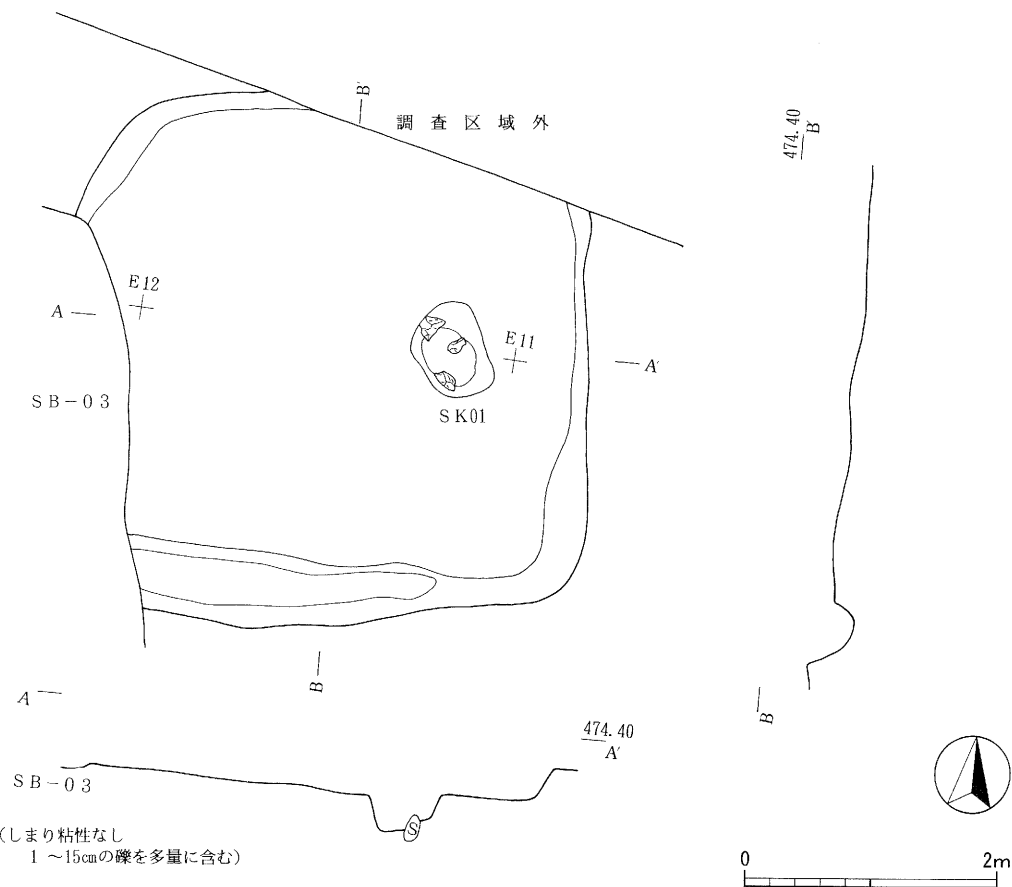 B′
調査区域外
474.40
B′
E12
A
E11
A′
SB-03
SK01
B
A
474.40
A′
B
SB-03
S
(しまり粘性なし
1~15cmの礫を多量に含む)
0 2m